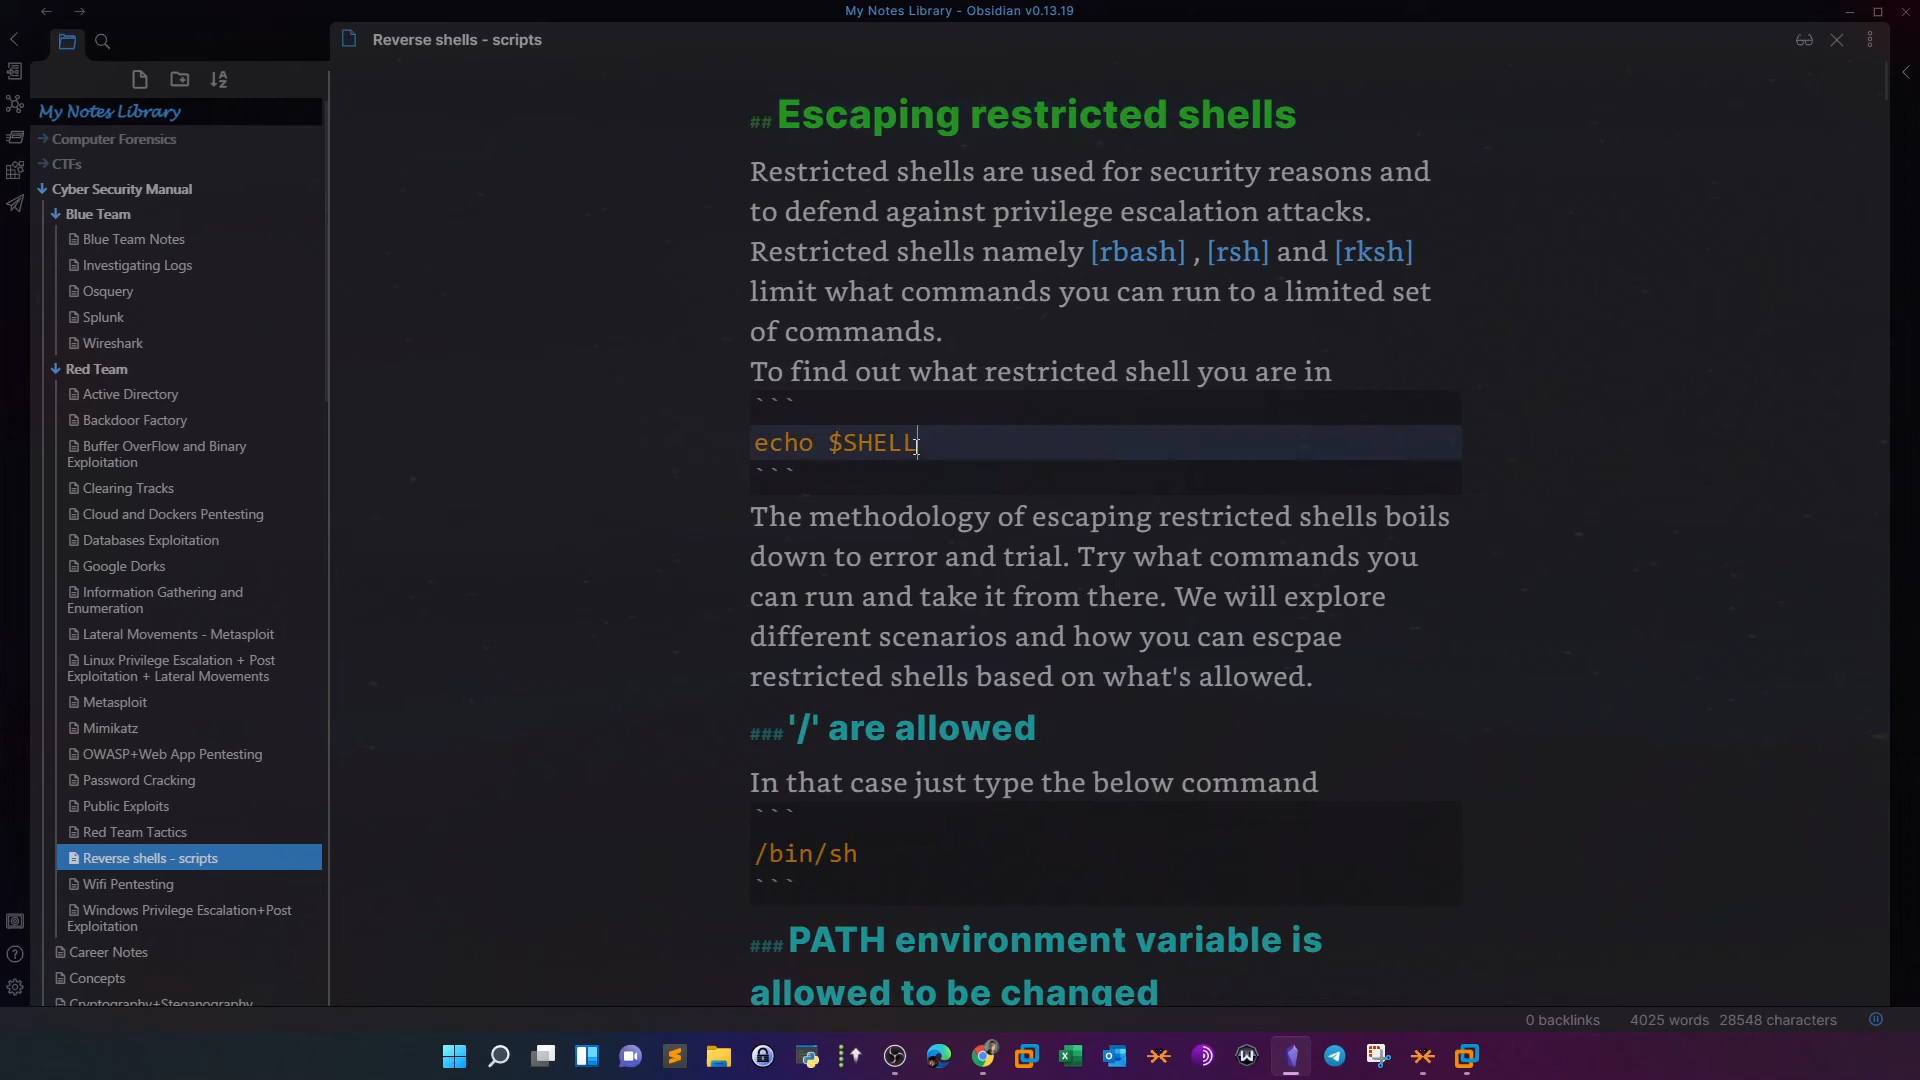 My Notes Library - Obsidian v0.13.19
Reverse shells - scripts
My Notes Library
Computer Forensics
CTFs
Cyber Security Manual
Blue Team
Blue Team Notes
Investigating Logs
Osquery
Splunk
Wireshark
Red Team
Active Directory
Backdoor Factory
Buffer OverFlow and Binary
Exploitation
Clearing Tracks
Cloud and Dockers Pentesting
Databases Exploitation
Google Dorks
Information Gathering and
Enumeration
Lateral Movements - Metasploit
Linux Privilege Escalation + Post
Exploitation + Lateral Movements
Metasploit
Mimikatz
OWASP+Web App Pentesting
Password Cracking
Public Exploits
Red Team Tactics
Reverse shells - scripts
Wifi Pentesting
Windows Privilege Escalation+Post
Exploitation
Career Notes
Concepts
Cryptography+Steganography
## Escaping restricted shells
Restricted shells are used for security reasons and
to defend against privilege escalation attacks.
Restricted shells namely [rbash] , [rsh] and [rksh]
limit what commands you can run to a limited set
of commands.
To find out what restricted shell you are in
```
echo $SHELL
```
The methodology of escaping restricted shells boils
down to error and trial. Try what commands you
can run and take it from there. We will explore
different scenarios and how you can escpae
restricted shells based on what's allowed.
### '/' are allowed
In that case just type the below command
```
/bin/sh
```
### PATH environment variable is
allowed to be changed
0 backlinks 4025 words 28548 characters